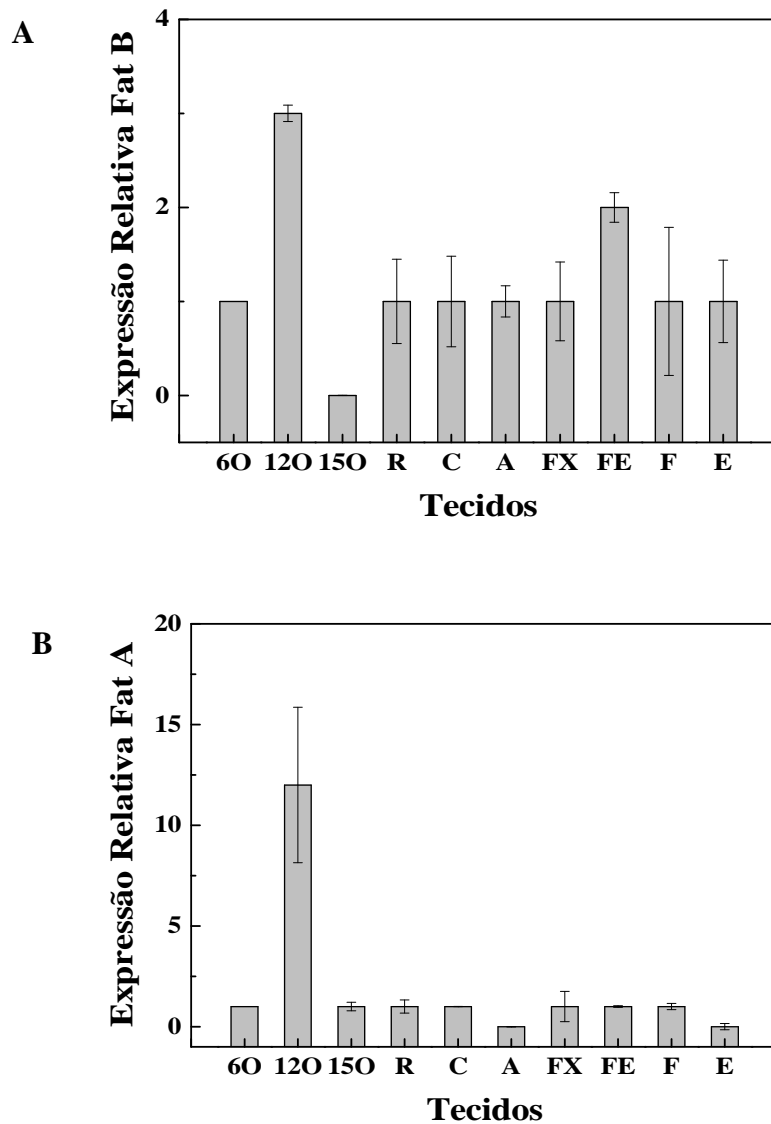 A
Expressão Relativa Fat B
4
2
0
6O 12O 15O R C A FX FE F E
Tecidos
B
Expressão Relativa Fat A
20
15
10
5
0
6O 12O 15O R C A FX FE F E
Tecidos